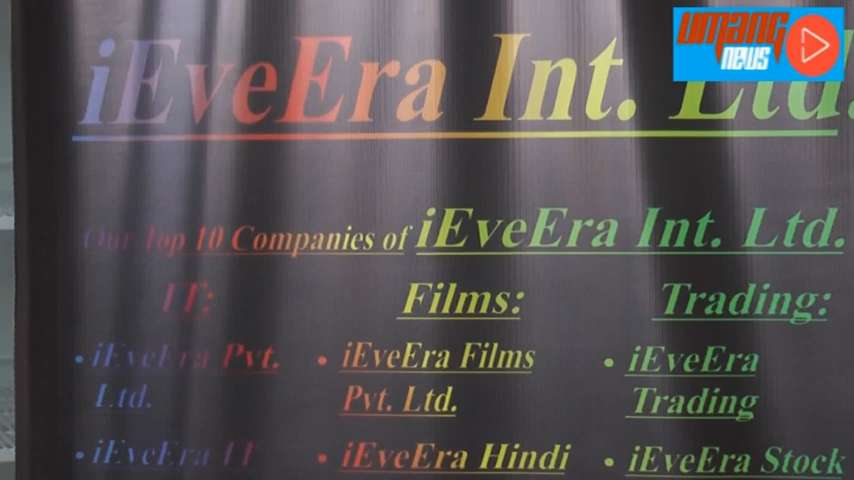 umang
news
iEveEra Int. Ltd.
Our Top 10 Companies of iEveEra Int. Ltd.
IT: Films: Trading:
• iEveEra Pvt. Ltd.
• iEveEra Films Pvt. Ltd.
• iEveEra Trading
• iEveEra IT
• iEveEra Hindi
• iEveEra Stock